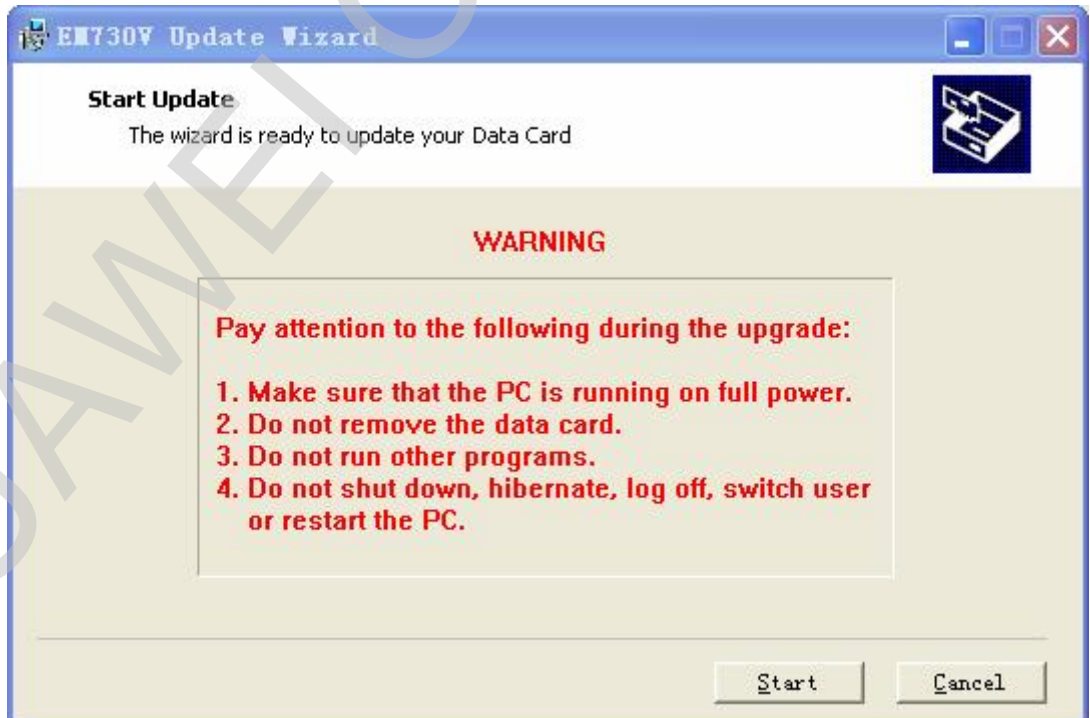 EM730V Update Wizard
Start Update
The wizard is ready to update your Data Card
WARNING
Pay attention to the following during the upgrade:
1. Make sure that the PC is running on full power.
2. Do not remove the data card.
3. Do not run other programs.
4. Do not shut down, hibernate, log off, switch user
or restart the PC.
Start
Cancel